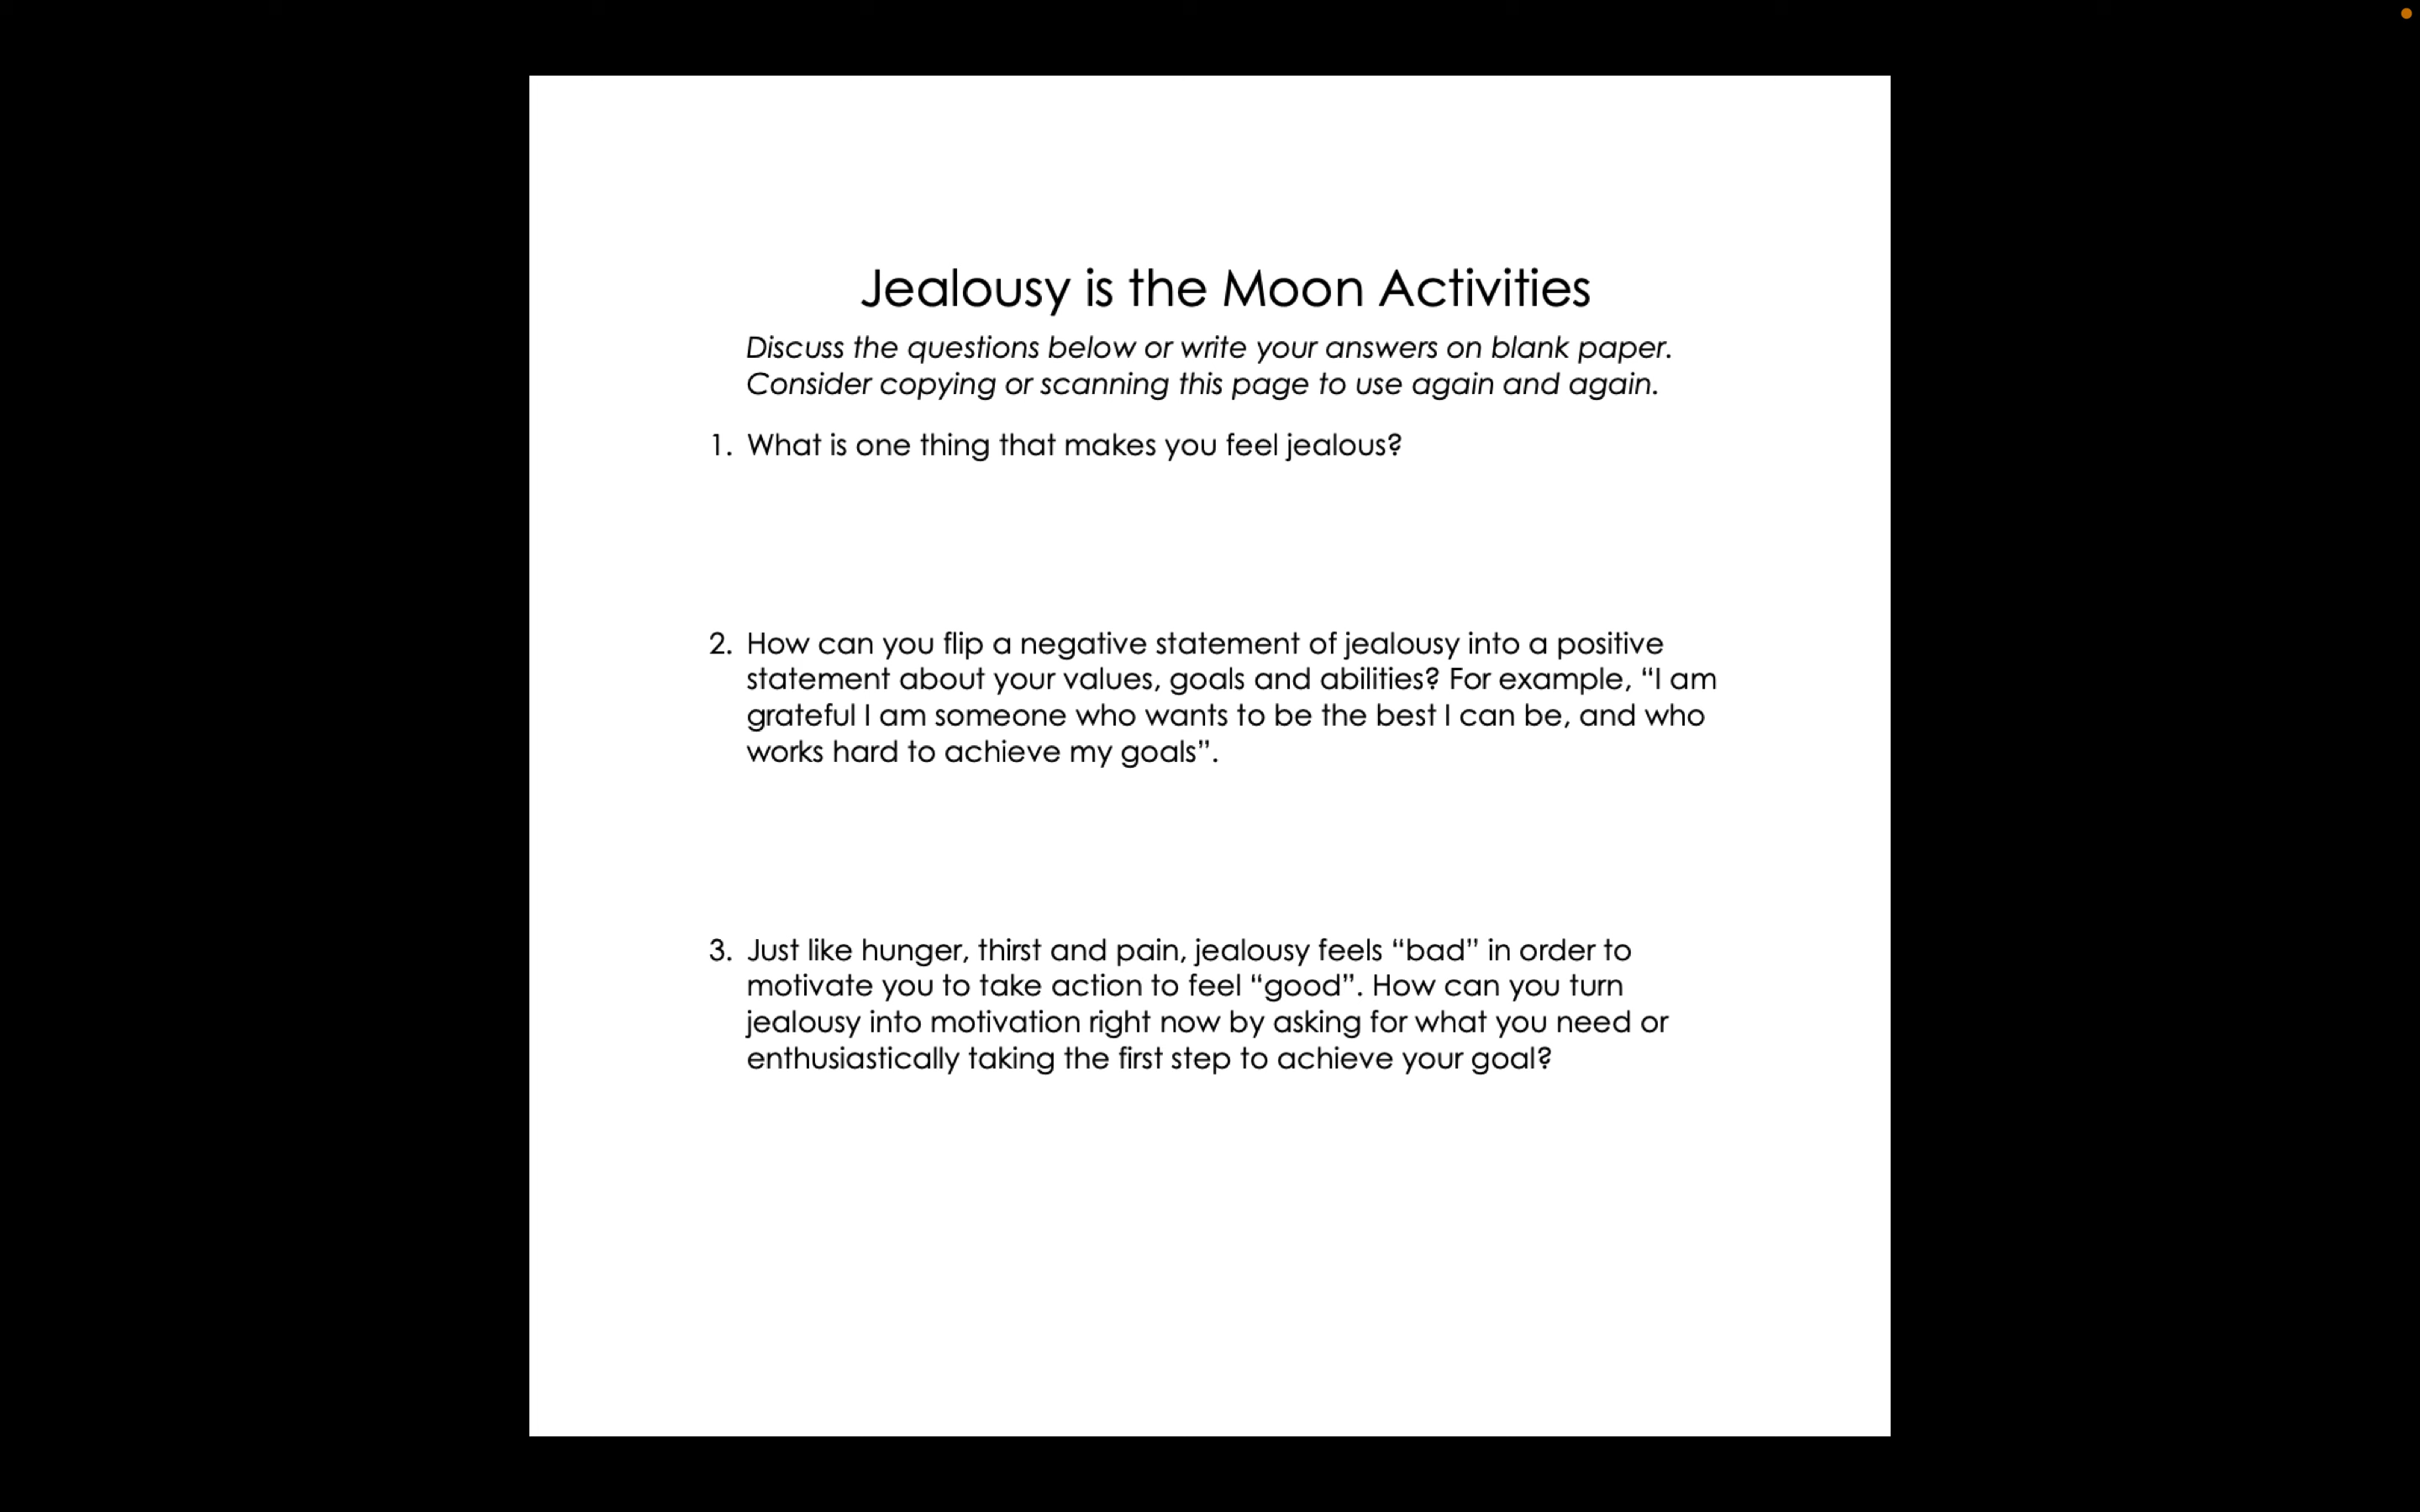 Jealousy is the Moon Activities
Discuss the questions below or write your answers on blank paper.
Consider copying or scanning this page to use again and again.
1. What is one thing that makes you feel jealous?
2. How can you flip a negative statement of jealousy into a positive
statement about your values, goals and abilities? For example, “I am
grateful I am someone who wants to be the best I can be, and who
works hard to achieve my goals”.
3. Just like hunger, thirst and pain, jealousy feels “bad” in order to
motivate you to take action to feel “good”. How can you turn
jealousy into motivation right now by asking for what you need or
enthusiastically taking the first step to achieve your goal?